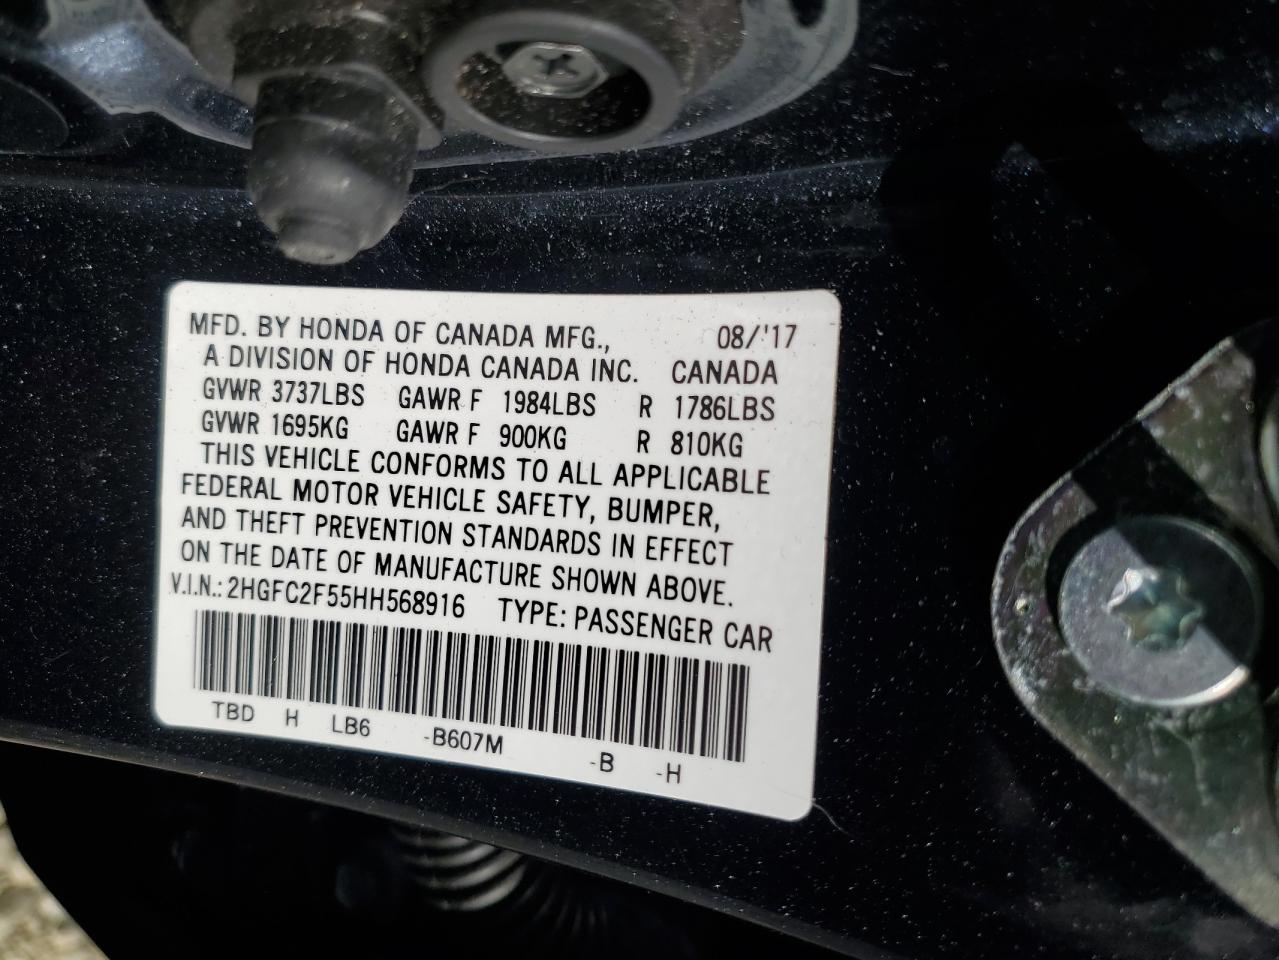 MFD. BY HONDA OF CANADA MFG., 08/'17
A DIVISION OF HONDA CANADA INC. CANADA
GVWR 3737LBS GAWR F 1984LBS R 1786LBS
GVWR 1695KG GAWR F 900KG R 810KG
THIS VEHICLE CONFORMS TO ALL APPLICABLE
FEDERAL MOTOR VEHICLE SAFETY, BUMPER,
AND THEFT PREVENTION STANDARDS IN EFFECT
ON THE DATE OF MANUFACTURE SHOWN ABOVE.
V.I.N.: 2HGFC2F55HH568916 TYPE: PASSENGER CAR
TBD H LB6 -B607M -B -H